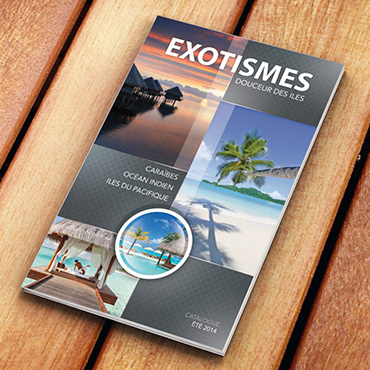 EXOTISMES
DOUCEUR DES ILES
CARAÏBES
OCÉAN INDIEN
ILES DU PACIFIQUE
CATALOGUE
ÉTÉ 2014